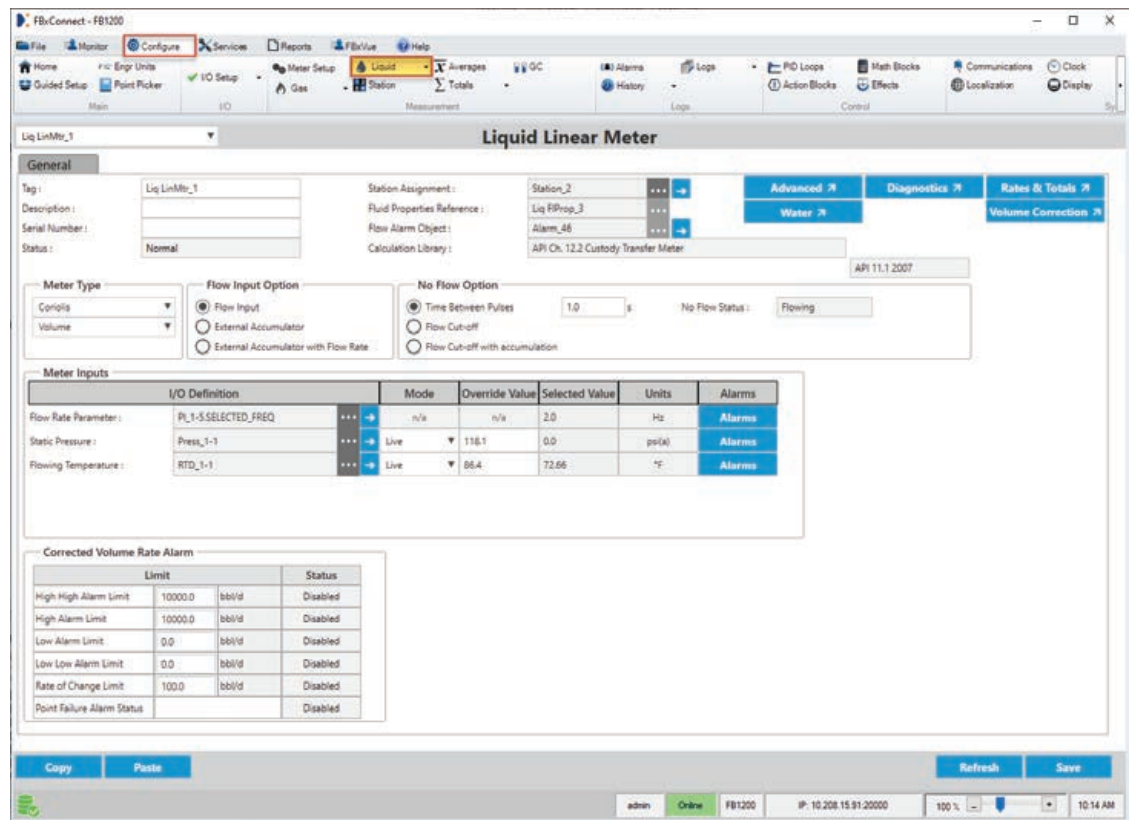 FBxConnect - FB1200
File Monitor Configure Services Reports FBxVue Help
Home Engr Units I/O Setup Meter Setup Liquid Averages GC Alarms Logs PID Loops Math Blocks Communications Clock
Guided Setup Point Picker Gas Station Totals History Action Blocks Effects Localization Display
Main I/O Measurement Logs Control
Liq LinMtr_1 Liquid Linear Meter
General
Tag : Liq LinMtr_1 Station Assignment : Station_2 ... Advanced Diagnostics Rates & Totals
Description : Fluid Properties Reference : Liq FlProp_3 ... Water Volume Correction
Serial Number : Flow Alarm Object : Alarm_46 ...
Status : Normal Calculation Library : API Ch. 12.2 Custody Transfer Meter
API 11.1 2007
Meter Type Flow Input Option No Flow Option
Coriolis Flow Input Time Between Pulses 1.0 s No Flow Status : Flowing
Volume External Accumulator Flow Cut-off
External Accumulator with Flow Rate Flow Cut-off with accumulation
Meter Inputs
I/O Definition Mode Override Value Selected Value Units Alarms
Flow Rate Parameter : PI_1-5.SELECTED_FREQ ... n/a n/a 2.0 Hz Alarms
Static Pressure : Press_1-1 ... Live 118.1 0.0 psi(a) Alarms
Flowing Temperature : RTD_1-1 ... Live 86.4 72.66 °F Alarms
Corrected Volume Rate Alarm
Limit Status
High High Alarm Limit 10000.0 bbl/d Disabled
High Alarm Limit 10000.0 bbl/d Disabled
Low Alarm Limit 0.0 bbl/d Disabled
Low Low Alarm Limit 0.0 bbl/d Disabled
Rate of Change Limit 100.0 bbl/d Disabled
Point Failure Alarm Status Disabled
Copy Paste Refresh Save
admin Online FB1200 IP: 10.208.15.91:20000 100 % - + 10:14 AM